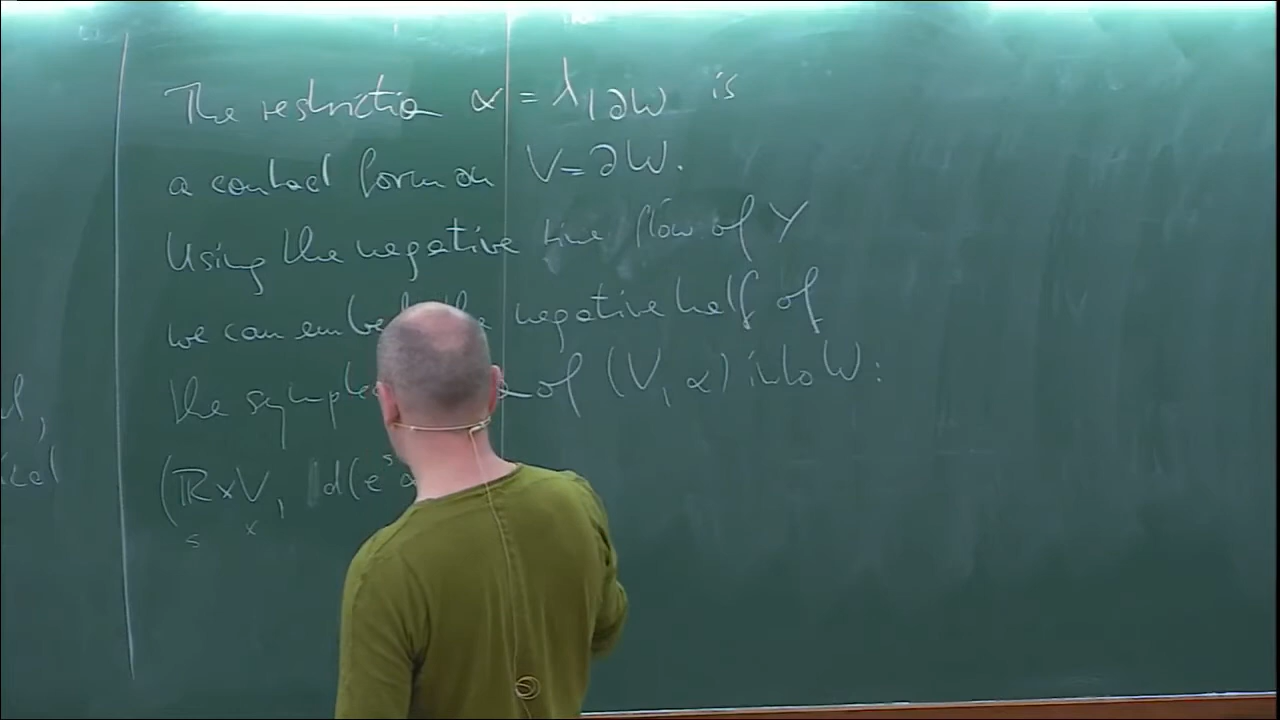 The restriction α = λ|∂W is
a contact form on V = ∂W.
Using the negative time flow of Y
we can embed the negative half of
the symple of (V, α) into W:
(ℝ×V, d(e^s α
s x